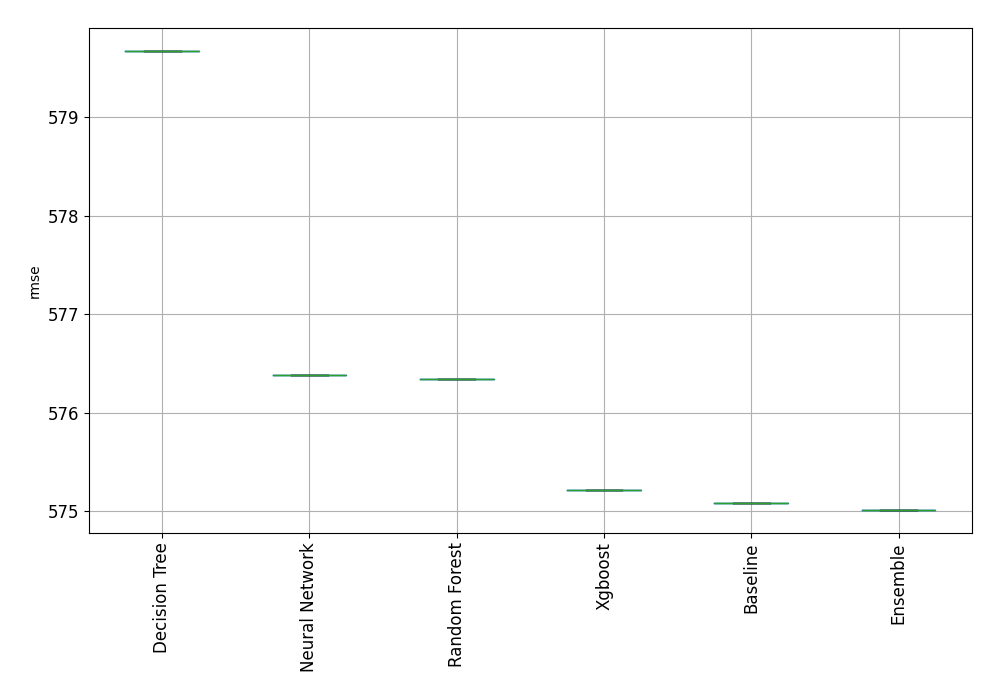 579
578
577
576
575
rmse
Decision Tree
Neural Network
Random Forest
Xgboost
Baseline
Ensemble